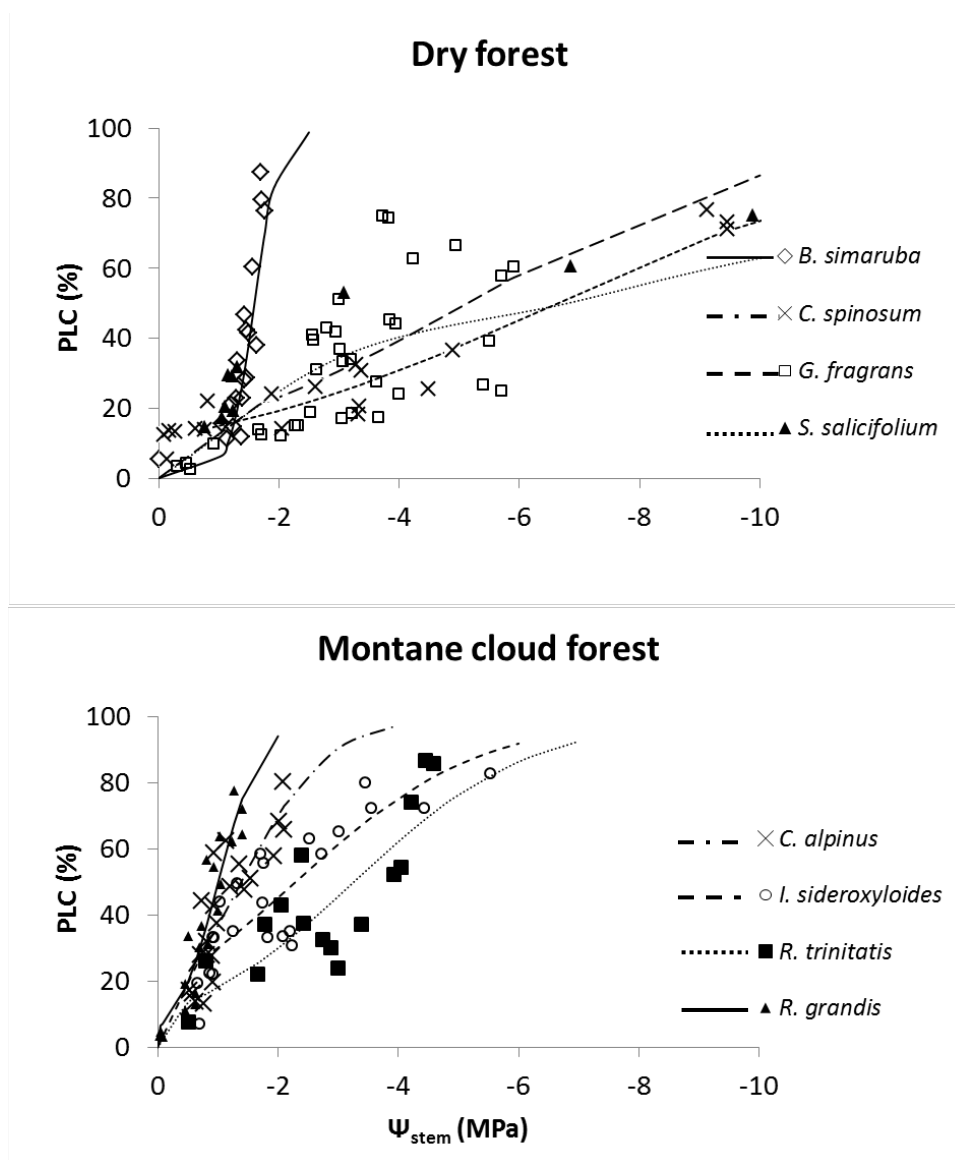 Dry forest
100
80
60
40
20
0
PLC (%)
0 -2 -4 -6 -8 -10
B. simaruba
C. spinosum
G. fragrans
S. salicifolium
Montane cloud forest
100
80
60
40
20
0
PLC (%)
0 -2 -4 -6 -8 -10
Ψstem (MPa)
C. alpinus
I. sideroxyloides
R. trinitatis
R. grandis